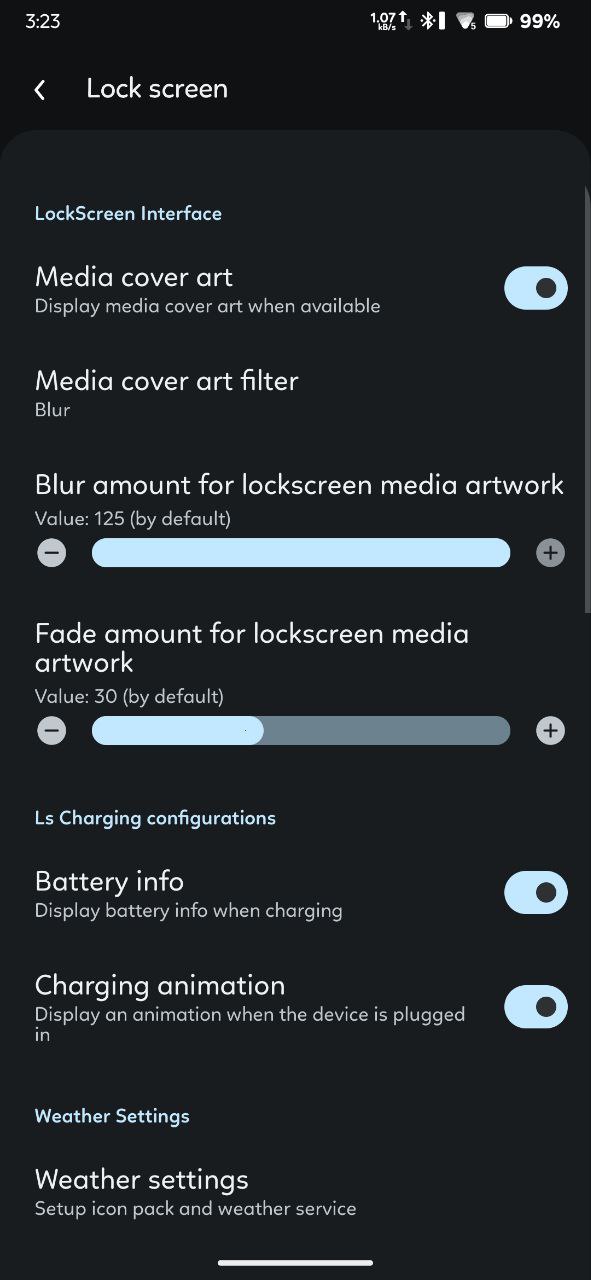 3:23
1.07
kB/s
5
99%
Lock screen
LockScreen Interface
Media cover art
Display media cover art when available
Media cover art filter
Blur
Blur amount for lockscreen media artwork
Value: 125 (by default)
Fade amount for lockscreen media
artwork
Value: 30 (by default)
Ls Charging configurations
Battery info
Display battery info when charging
Charging animation
Display an animation when the device is plugged
in
Weather Settings
Weather settings
Setup icon pack and weather service